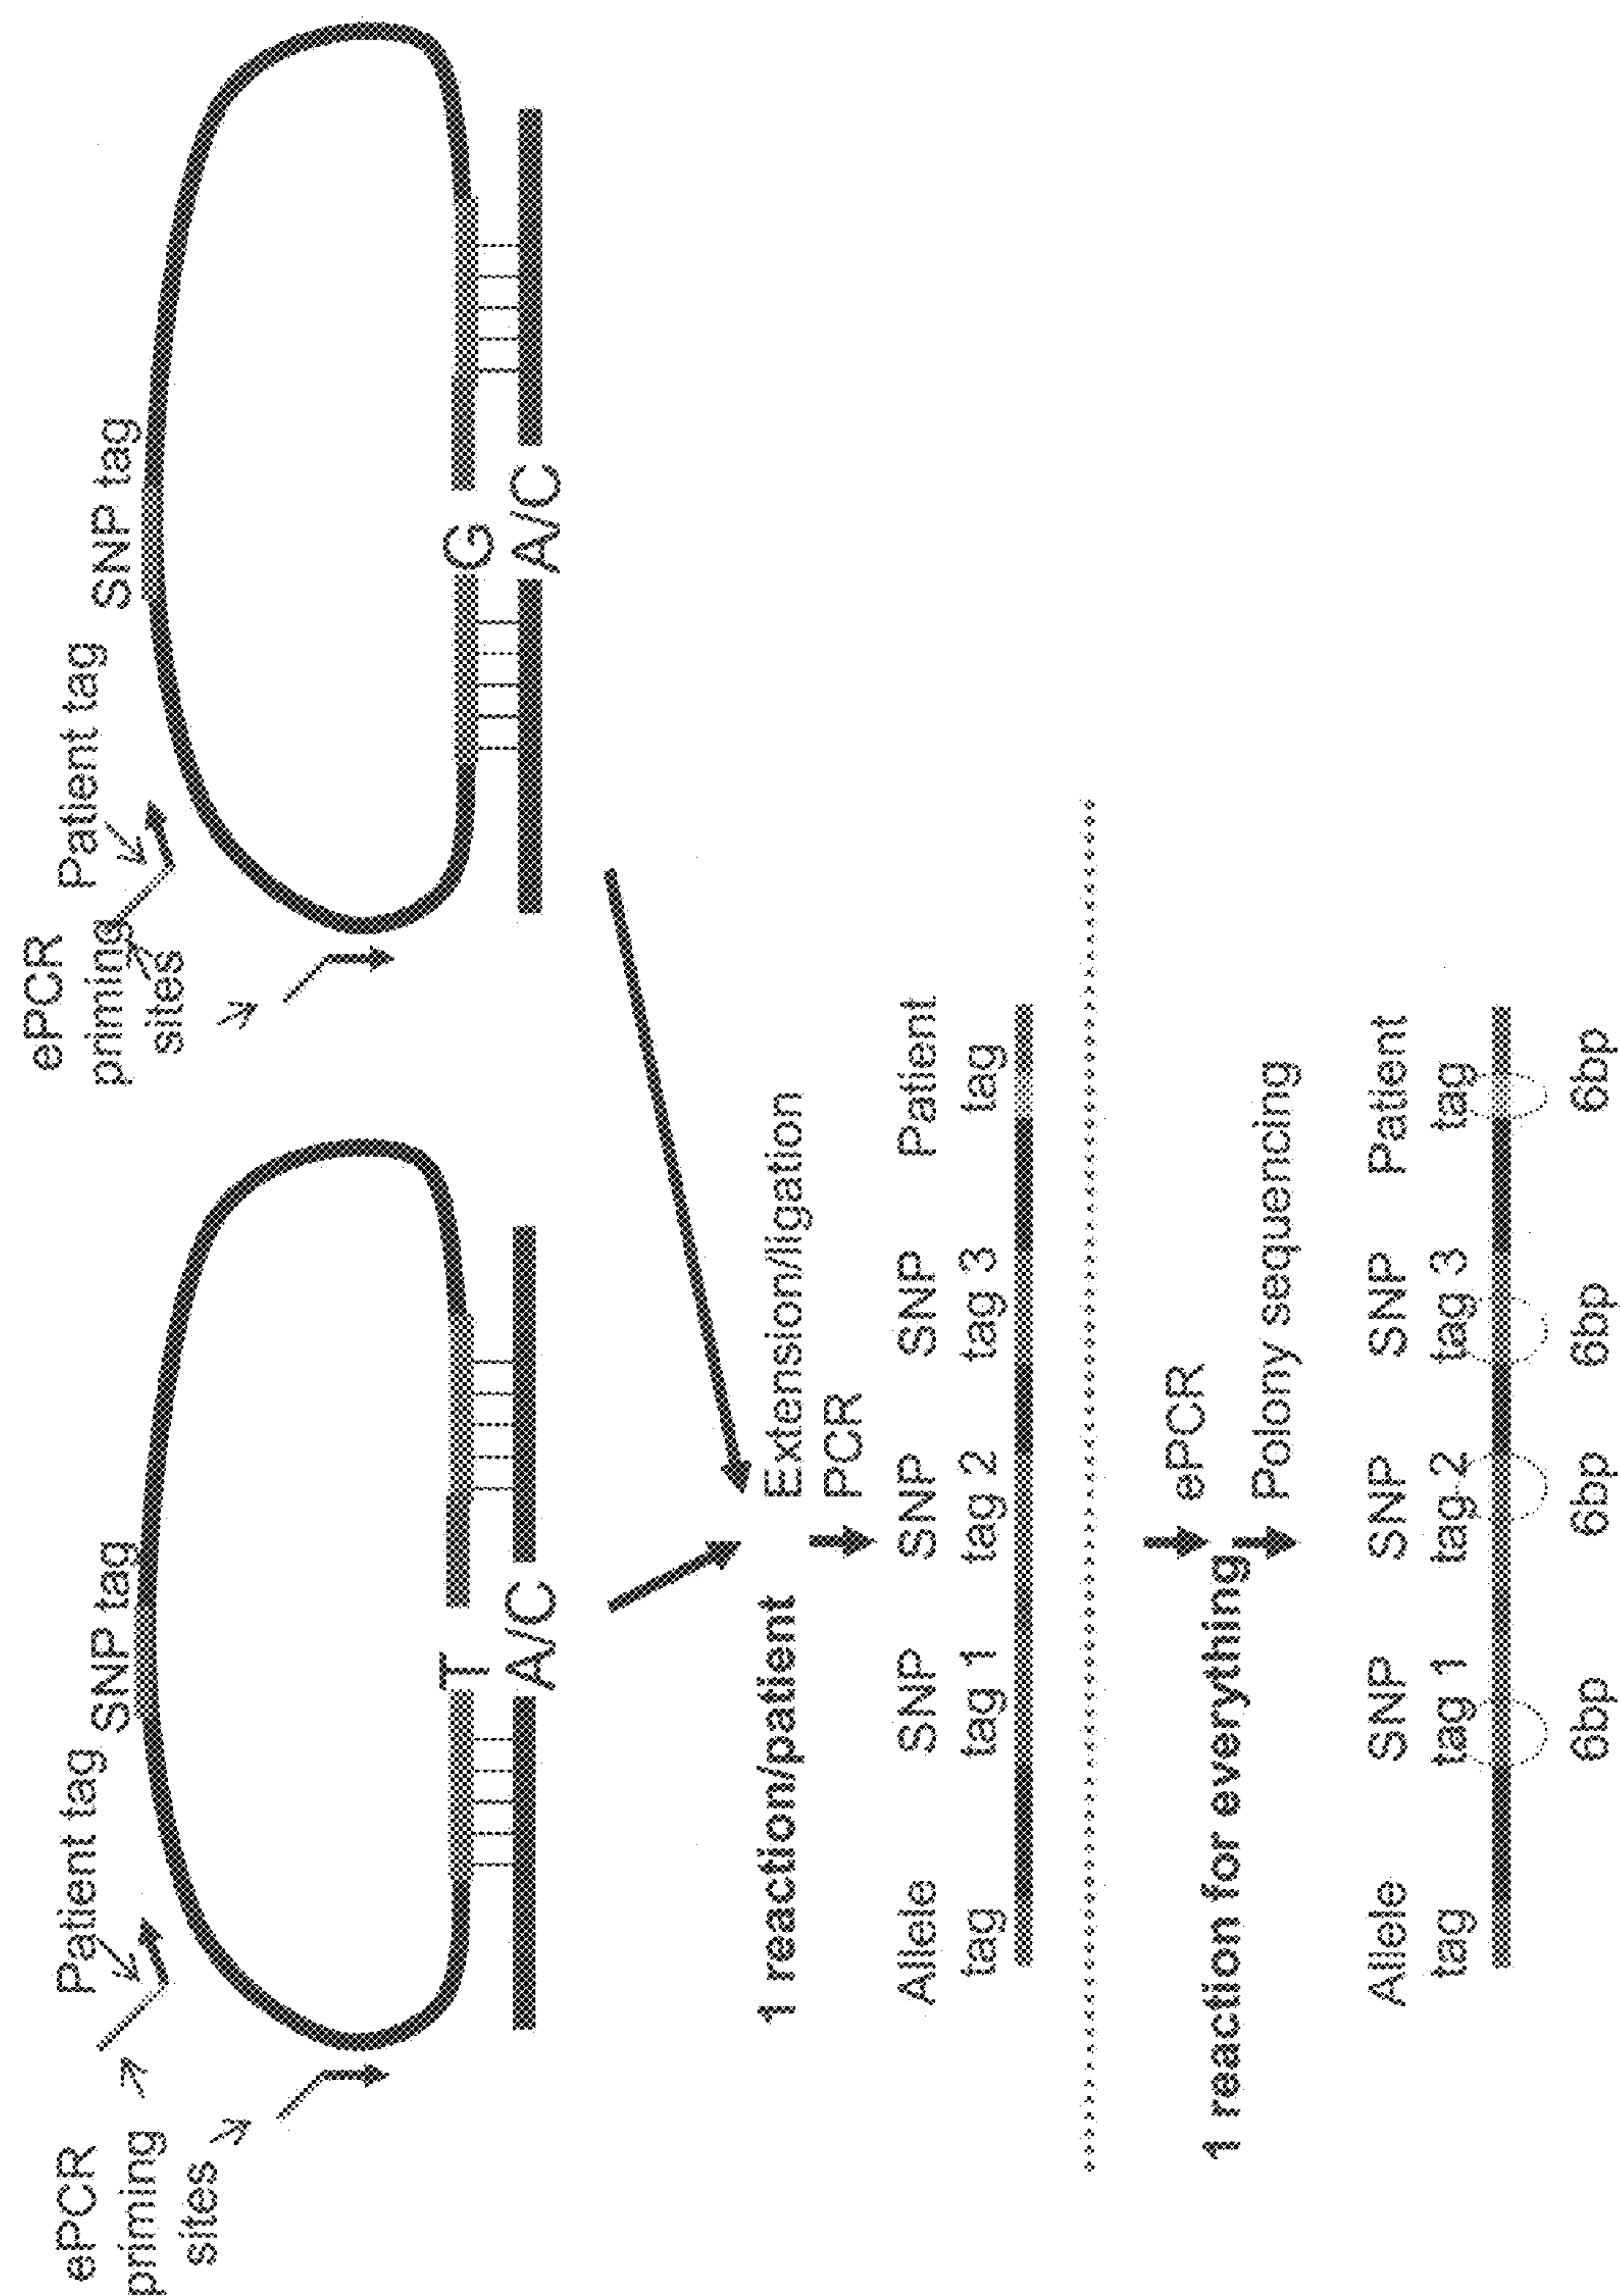 ePCR
priming
sites
Patient tag
SNP tag
T
A/C
ePCR
priming
sites
Patient tag
SNP tag
G
A/C
1 reaction/patient
Extension/ligation
PCR
Allele
tag
SNP
tag 1
SNP
tag 2
SNP
tag 3
Patient
tag
1 reaction for everything
ePCR
Polony sequencing
Allele
tag
SNP
tag 1
SNP
tag 2
SNP
tag 3
Patient
tag
6bp
6bp
6bp
6bp